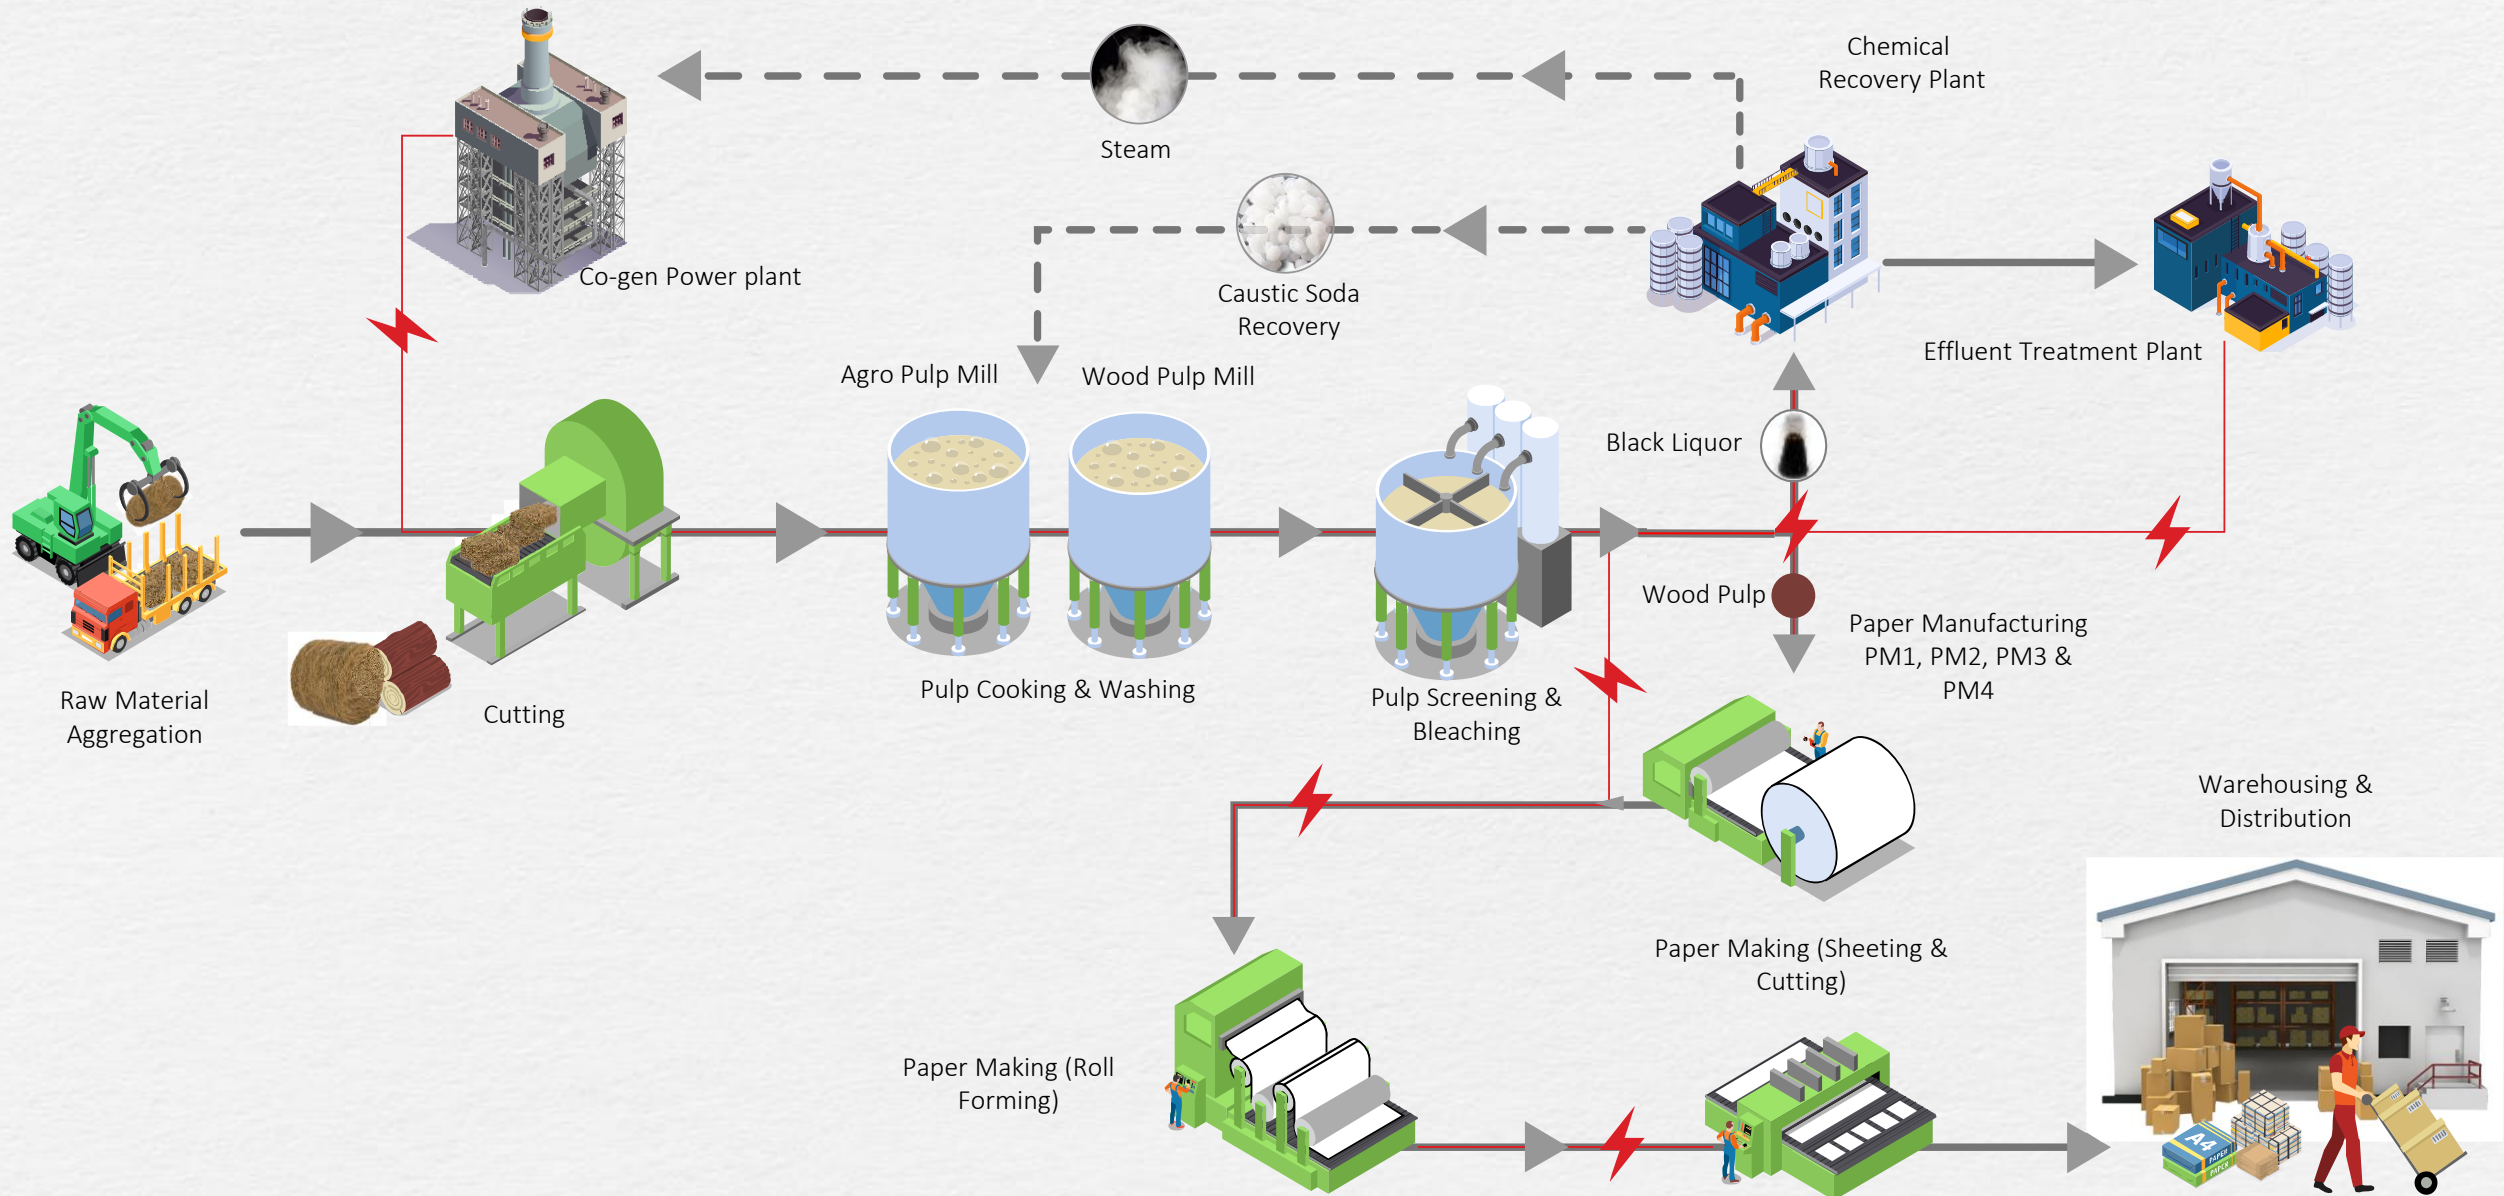 Chemical
Recovery Plant
Steam
Co-gen Power plant
Caustic Soda
Recovery
Effluent Treatment Plant
Agro Pulp Mill
Wood Pulp Mill
Black Liquor
Wood Pulp
Paper Manufacturing
PM1, PM2, PM3 &
PM4
Raw Material
Aggregation
Cutting
Pulp Cooking & Washing
Pulp Screening &
Bleaching
Warehousing &
Distribution
Paper Making (Sheeting &
Cutting)
Paper Making (Roll
Forming)
A4
PAPER
PAPER